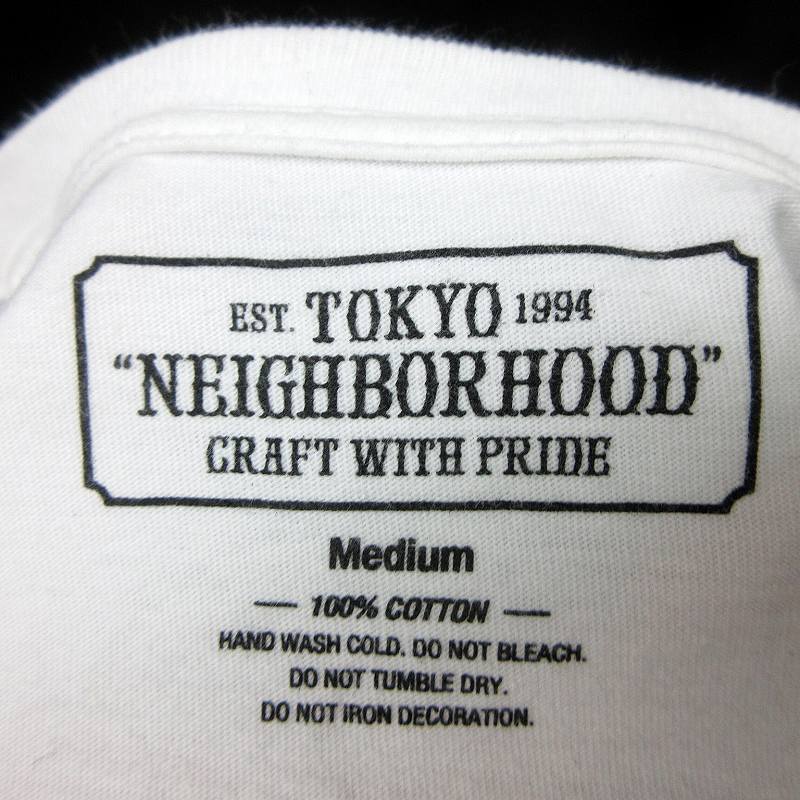 EST. TOKYO 1994
“NEIGHBORHOOD”
CRAFT WITH PRIDE
Medium
— 100% COTTON —
HAND WASH COLD. DO NOT BLEACH.
DO NOT TUMBLE DRY.
DO NOT IRON DECORATION.